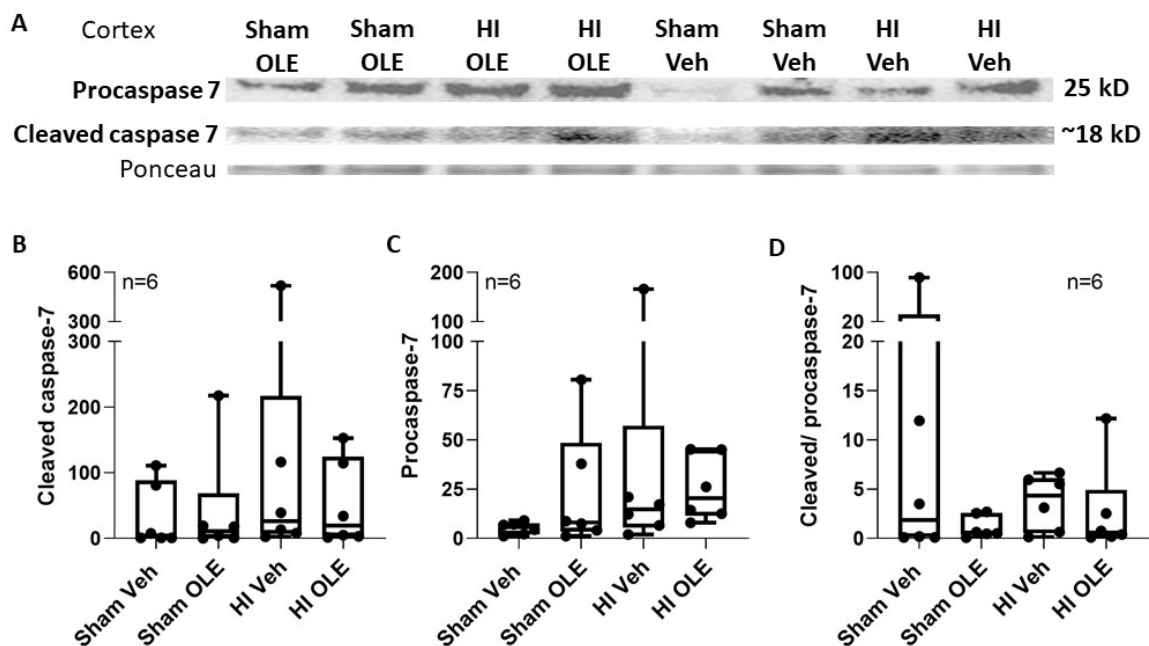 A
Cortex Sham Sham HI HI Sham Sham HI HI
OLE OLE OLE OLE Veh Veh Veh Veh
Procaspase 7 25 kD
Cleaved caspase 7 ~18 kD
Ponceau
B
n=6
Cleaved caspase-7
600
300
300
200
100
0
Sham Veh
Sham OLE
HI Veh
HI OLE
C
n=6
Procaspase-7
200
100
100
75
50
25
0
Sham Veh
Sham OLE
HI Veh
HI OLE
D
n=6
Cleaved/ procaspase-7
100
20
20
15
10
5
0
Sham Veh
Sham OLE
HI Veh
HI OLE